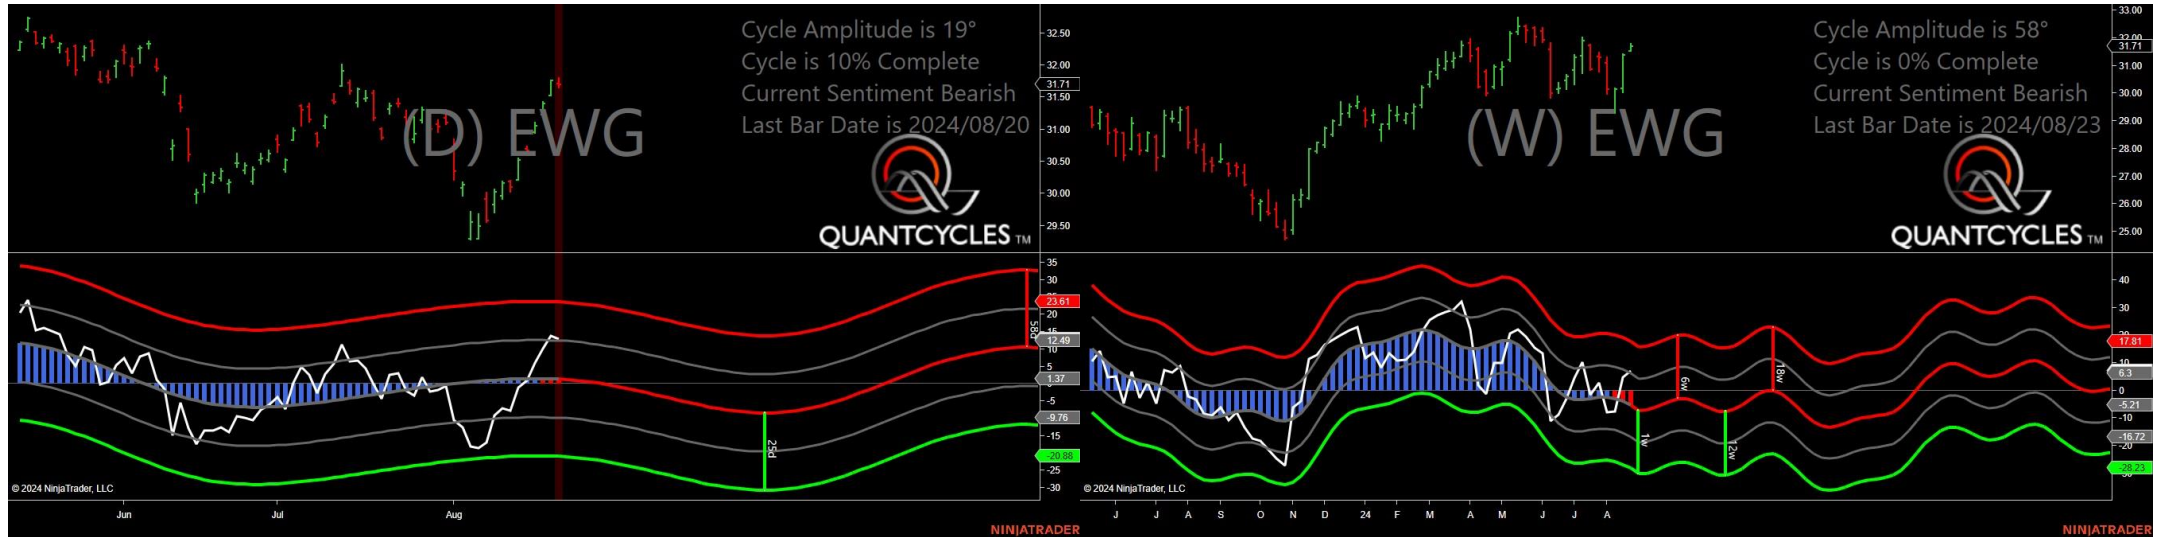 Cycle Amplitude is 19°
Cycle is 10% Complete
Current Sentiment Bearish
Last Bar Date is 2024/08/20
(D) EWG
QUANTCYCLES TM
32.50
32.00
31.71
31.50
31.00
30.50
30.00
29.50
35
30
23.61
20
15
12.49
10
1.37
-5
-9.76
-15
-20.88
-25
-30
58d
25d
© 2024 NinjaTrader, LLC
Jun Jul Aug
NINJATRADER
Cycle Amplitude is 58°
Cycle is 0% Complete
Current Sentiment Bearish
Last Bar Date is 2024/08/23
(W) EWG
QUANTCYCLES TM
33.00
32.00
31.71
31.00
30.00
29.00
28.00
27.00
26.00
25.00
40
30
17.81
10
6.3
0
-5.21
-16.72
-20
-28.23
6w
18w
1w
12w
© 2024 NinjaTrader, LLC
J J A S O N D 24 F M A M J J A
NINJATRADER